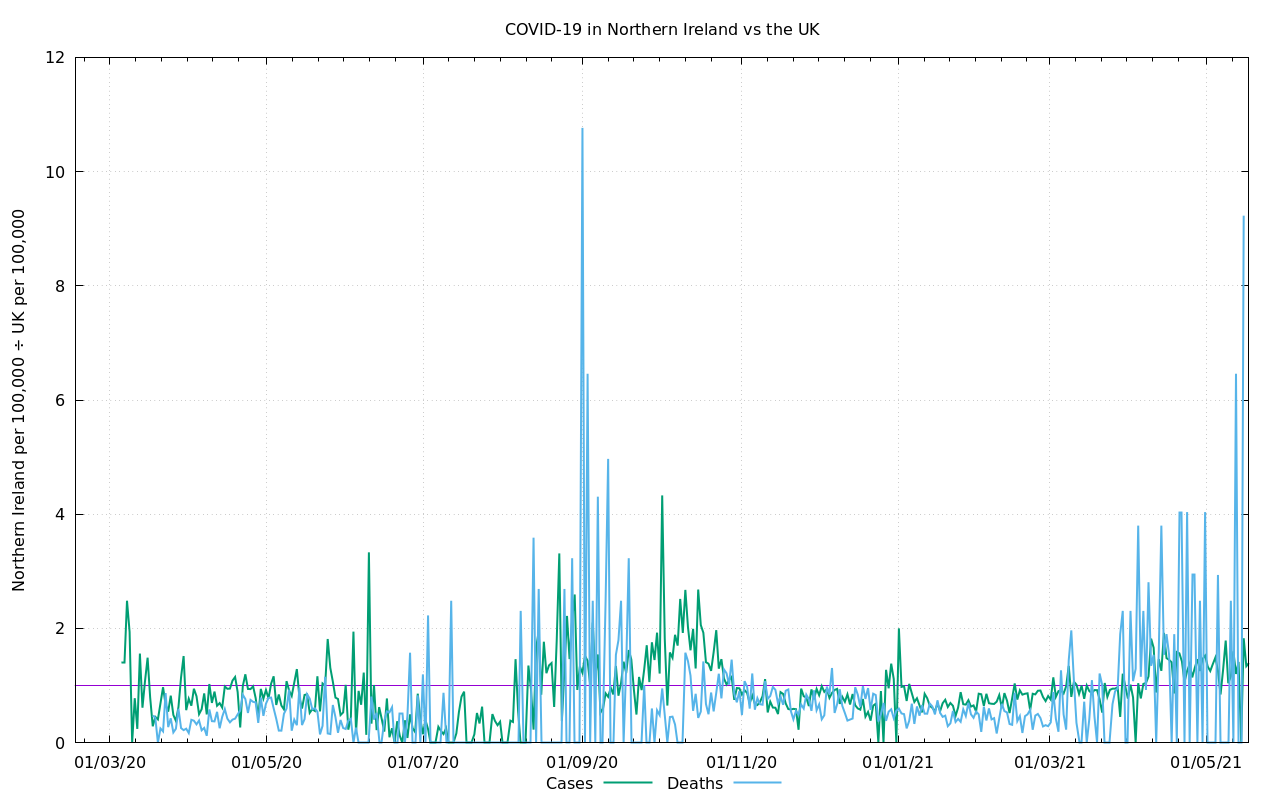 COVID-19 in Northern Ireland vs the UK
Northern Ireland per 100,000 ÷ UK per 100,000
12
10
8
6
4
2
0
01/03/20 01/05/20 01/07/20 01/09/20 01/11/20 01/01/21 01/03/21 01/05/21
Cases Deaths